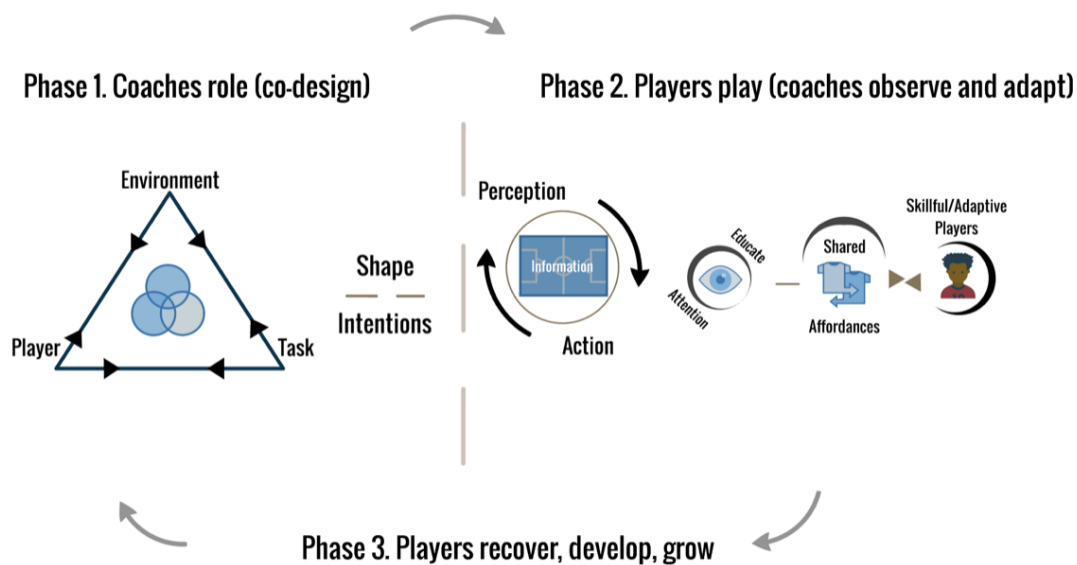 Phase 1. Coaches role (co-design)
Phase 2. Players play (coaches observe and adapt)
Environment
Player
Task
Shape
Intentions
Perception
Information
Action
Educate
Attention
Shared
Affordances
Skillful/Adaptive
Players
Phase 3. Players recover, develop, grow